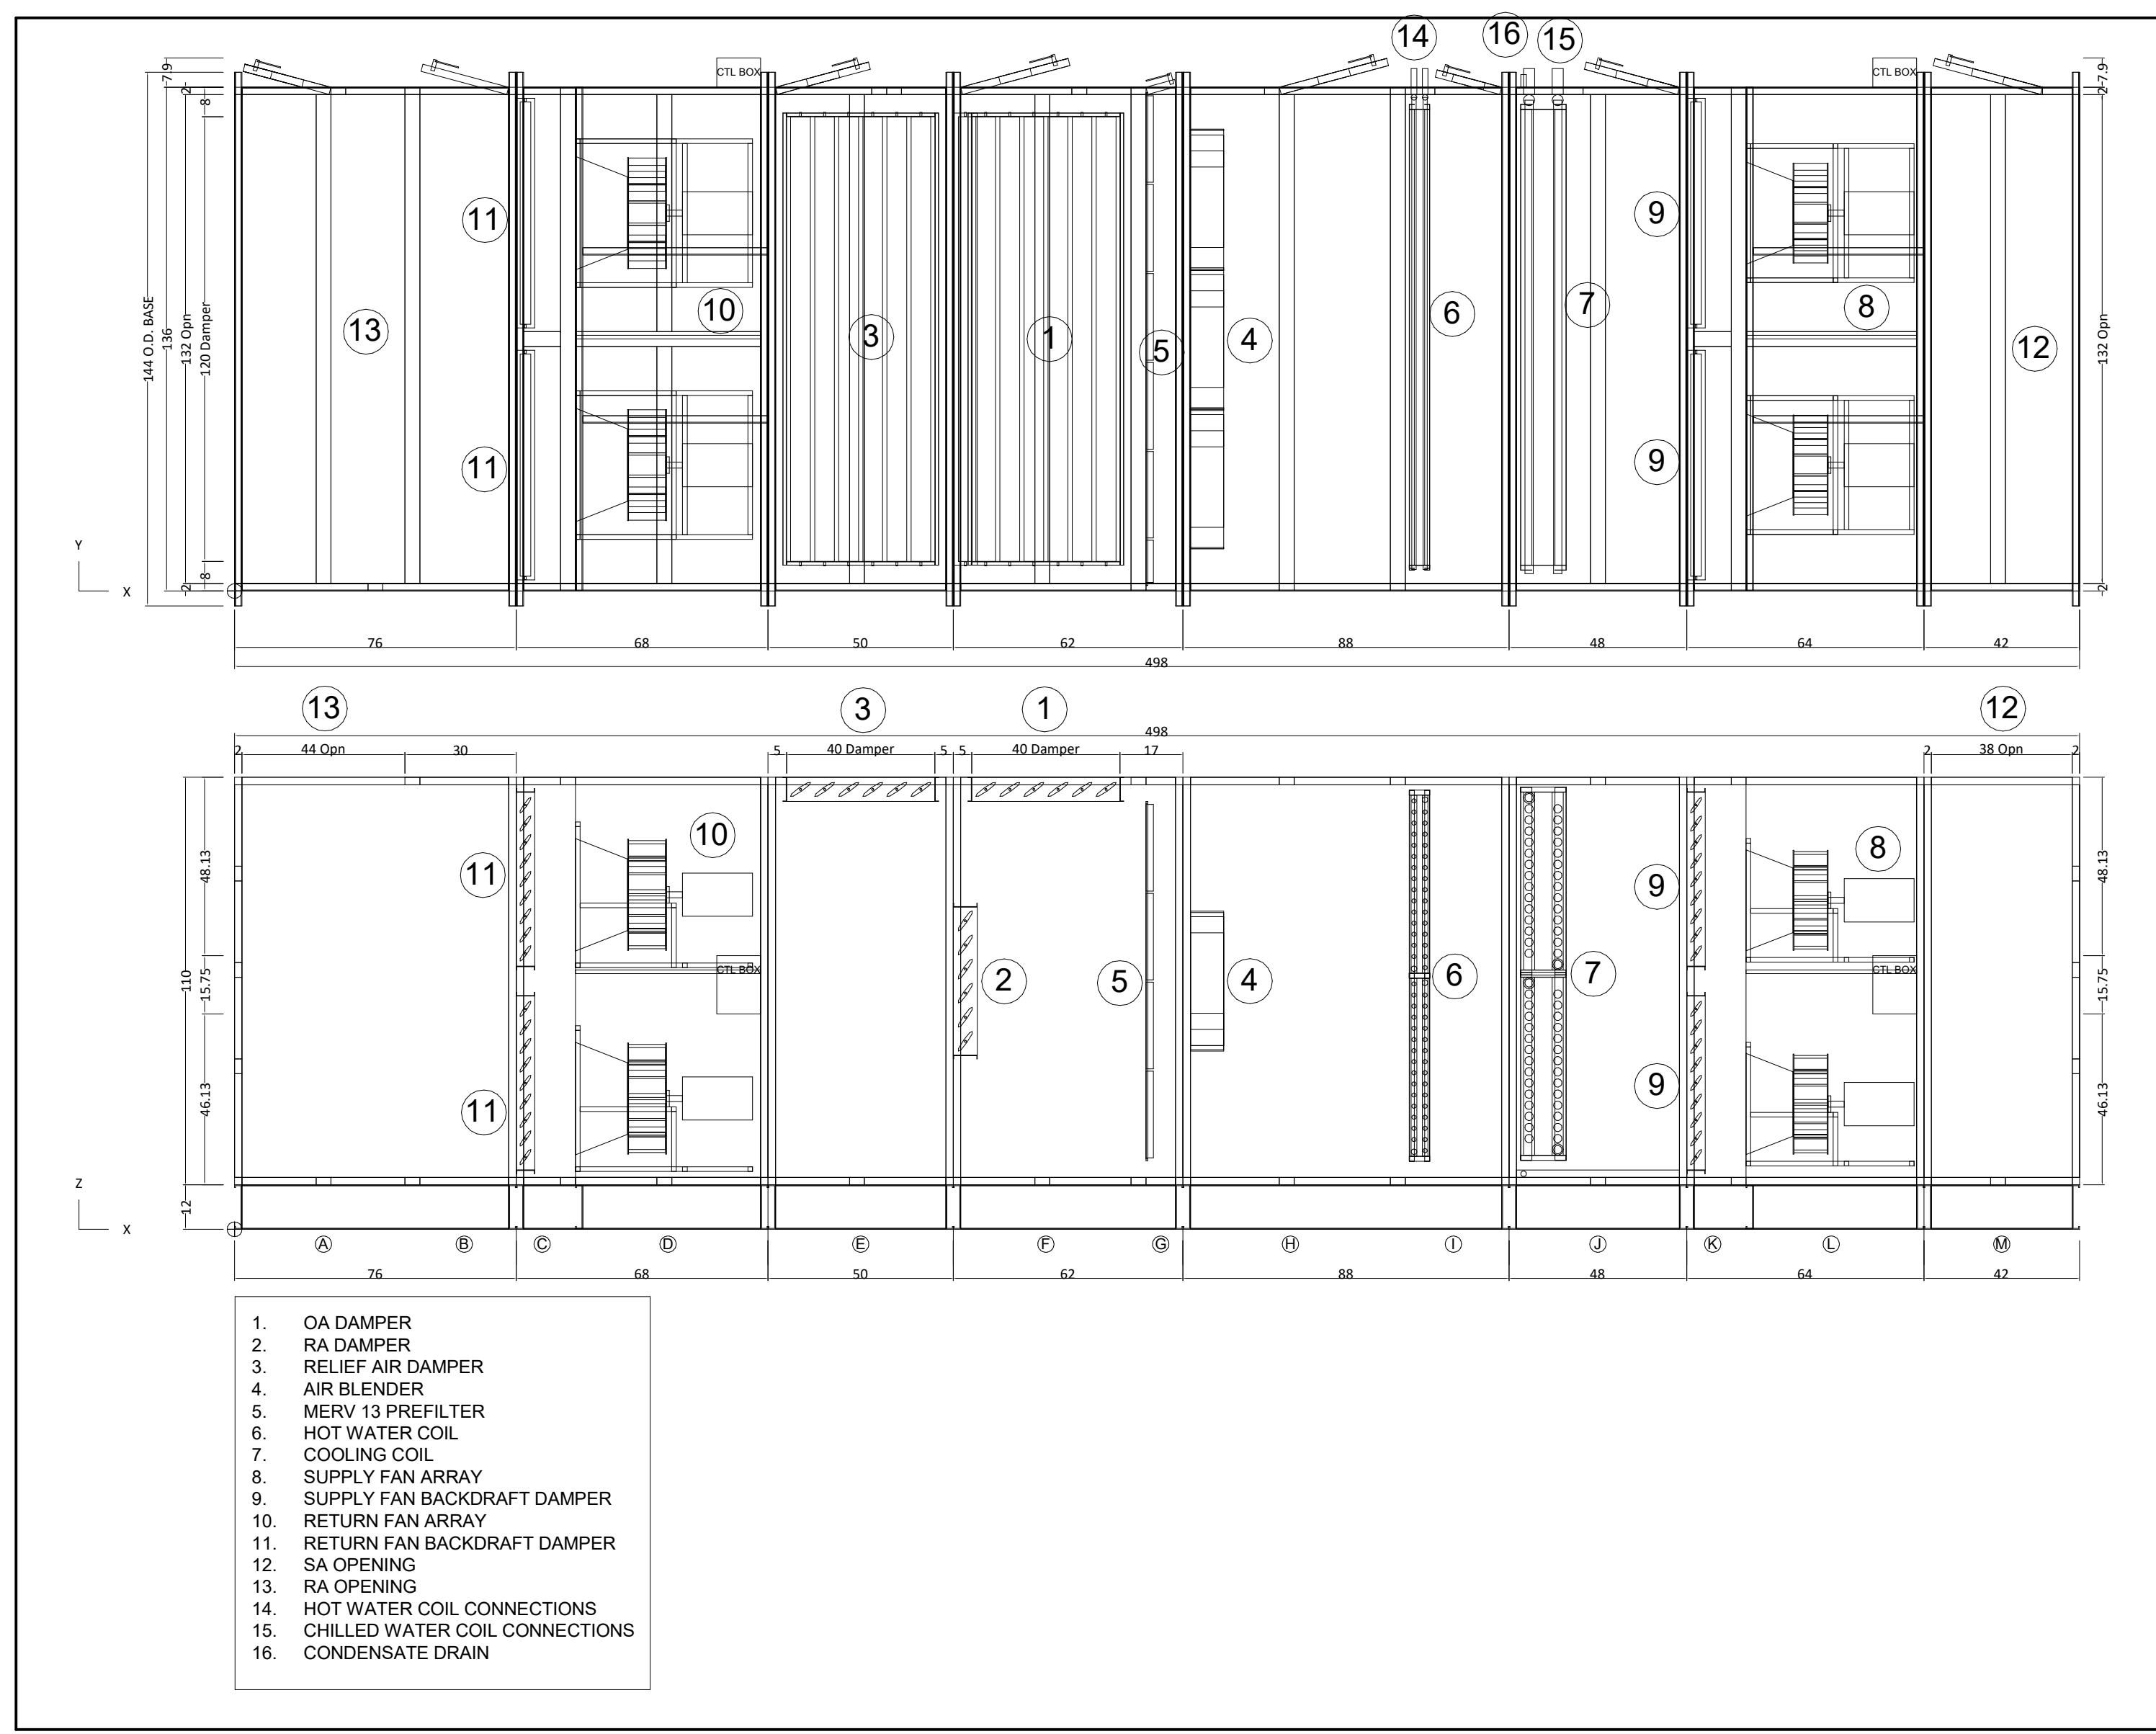 14
16
15
CTL BOX
CTL BOX
7.9
2
8
7.9
2
144 O.D. BASE
136
132 Opn
120 Damper
132 Opn
11
9
10
8
13
3
1
5
4
6
7
12
11
9
8
2
2
Y
X
76
68
50
62
88
48
64
42
498
13
3
1
12
498
2
44 Opn
30
5
40 Damper
5
5
40 Damper
17
2
38 Opn
2
10
8
11
9
48.13
48.13
110
15.75
15.75
CTL BOX
CTL BOX
2
5
4
6
7
11
9
46.13
46.13
12
Z
X
A
B
C
D
E
F
G
H
I
J
K
L
M
76
68
50
62
88
48
64
42
1. OA DAMPER
2. RA DAMPER
3. RELIEF AIR DAMPER
4. AIR BLENDER
5. MERV 13 PREFILTER
6. HOT WATER COIL
7. COOLING COIL
8. SUPPLY FAN ARRAY
9. SUPPLY FAN BACKDRAFT DAMPER
10. RETURN FAN ARRAY
11. RETURN FAN BACKDRAFT DAMPER
12. SA OPENING
13. RA OPENING
14. HOT WATER COIL CONNECTIONS
15. CHILLED WATER COIL CONNECTIONS
16. CONDENSATE DRAIN